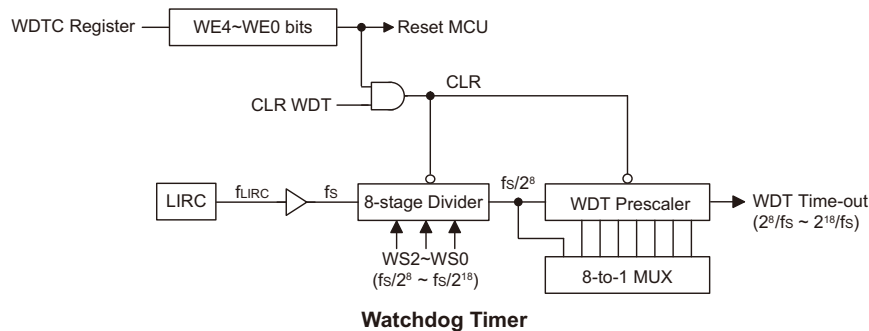 WDTC Register
WE4~WE0 bits
Reset MCU
CLR
CLR WDT
LIRC
fLIRC
fS
8-stage Divider
fS/2⁸
WDT Prescaler
WDT Time-out
(2⁸/fS ~ 2¹⁸/fS)
WS2~WS0
(fS/2⁸ ~ fS/2¹⁸)
8-to-1 MUX
Watchdog Timer